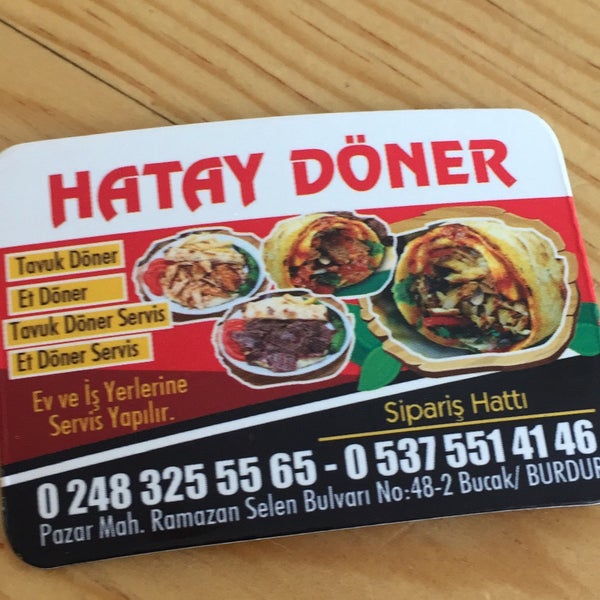 HATAY DÖNER
Tavuk Döner
Et Döner
Tavuk Döner Servis
Et Döner Servis
Ev ve İş Yerlerine
Servis Yapılır.
Sipariş Hattı
0 248 325 55 65 - 0 537 551 41 46
Pazar Mah. Ramazan Selen Bulvarı No:48-2 Bucak/ BURDUR